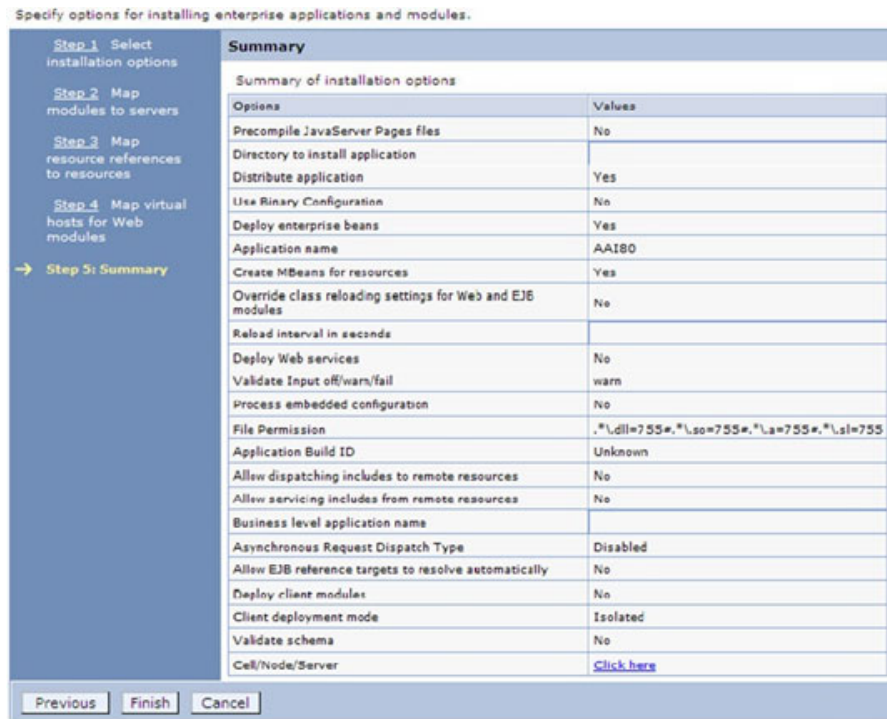 Specify options for installing enterprise applications and modules.
Step 1 Select
installation options
Step 2 Map
modules to servers
Step 3 Map
resource references
to resources
Step 4 Map virtual
hosts for Web
modules
Step 5: Summary
Summary
Summary of installation options
Options Values
Precompile JavaServer Pages files No
Directory to install application
Distribute application Yes
Use Binary Configuration No
Deploy enterprise beans Yes
Application name AAI80
Create MBeans for resources Yes
Override class reloading settings for Web and EJB
modules No
Reload interval in seconds
Deploy Web services No
Validate Input off/warn/fail warn
Process embedded configuration No
File Permission .*\.dll=755#.*\.so=755#.*\.a=755#.*\.sl=755
Application Build ID Unknown
Allow dispatching includes to remote resources No
Allow servicing includes from remote resources No
Business level application name
Asynchronous Request Dispatch Type Disabled
Allow EJB reference targets to resolve automatically No
Deploy client modules No
Client deployment mode Isolated
Validate schema No
Cell/Node/Server Click here
Previous Finish Cancel